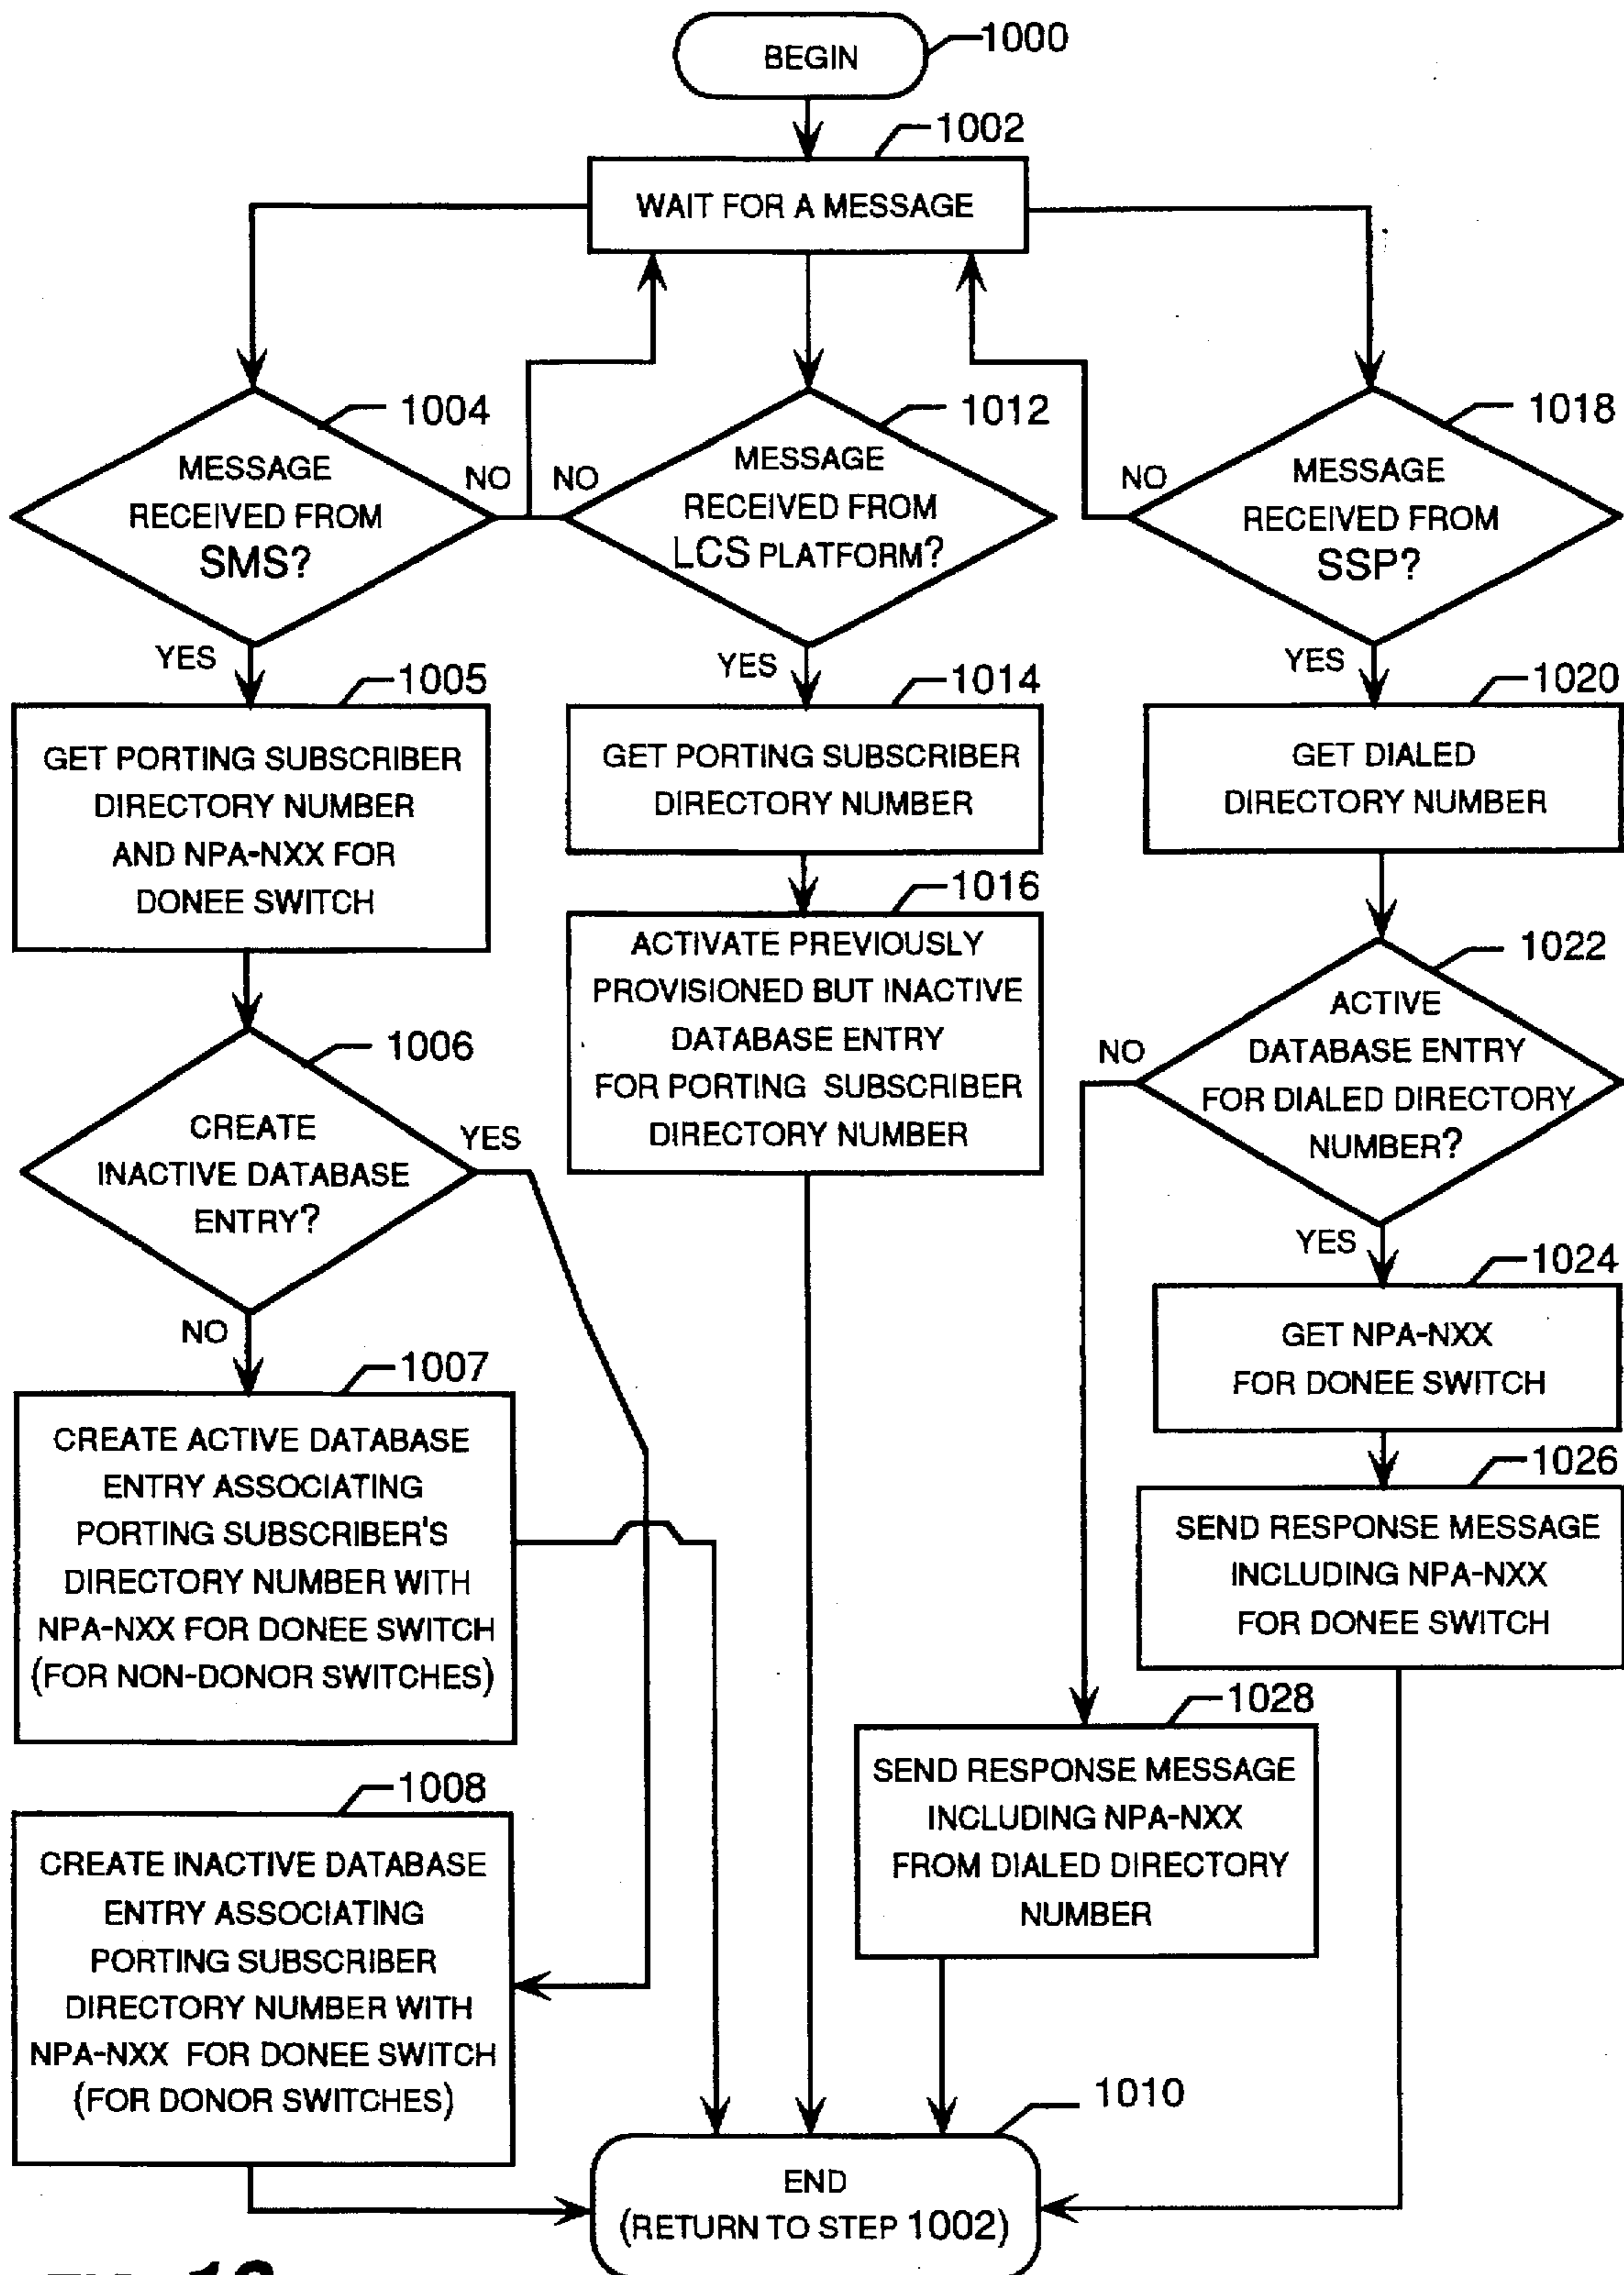 BEGIN
1000
1002
WAIT FOR A MESSAGE
1004
MESSAGE
RECEIVED FROM
SMS?
NO
YES
1012
MESSAGE
RECEIVED FROM
LCS PLATFORM?
NO
YES
1018
MESSAGE
RECEIVED FROM
SSP?
NO
YES
1005
GET PORTING SUBSCRIBER
DIRECTORY NUMBER
AND NPA-NXX FOR
DONEE SWITCH
1014
GET PORTING SUBSCRIBER
DIRECTORY NUMBER
1020
GET DIALED
DIRECTORY NUMBER
1016
ACTIVATE PREVIOUSLY
PROVISIONED BUT INACTIVE
DATABASE ENTRY
FOR PORTING SUBSCRIBER
DIRECTORY NUMBER
1022
ACTIVE
DATABASE ENTRY
FOR DIALED DIRECTORY
NUMBER?
NO
YES
1006
CREATE
INACTIVE DATABASE
ENTRY?
YES
NO
1024
GET NPA-NXX
FOR DONEE SWITCH
1007
CREATE ACTIVE DATABASE
ENTRY ASSOCIATING
PORTING SUBSCRIBER'S
DIRECTORY NUMBER WITH
NPA-NXX FOR DONEE SWITCH
(FOR NON-DONOR SWITCHES)
1026
SEND RESPONSE MESSAGE
INCLUDING NPA-NXX
FOR DONEE SWITCH
1028
SEND RESPONSE MESSAGE
INCLUDING NPA-NXX
FROM DIALED DIRECTORY
NUMBER
1008
CREATE INACTIVE DATABASE
ENTRY ASSOCIATING
PORTING SUBSCRIBER
DIRECTORY NUMBER WITH
NPA-NXX FOR DONEE SWITCH
(FOR DONOR SWITCHES)
1010
END
(RETURN TO STEP 1002)